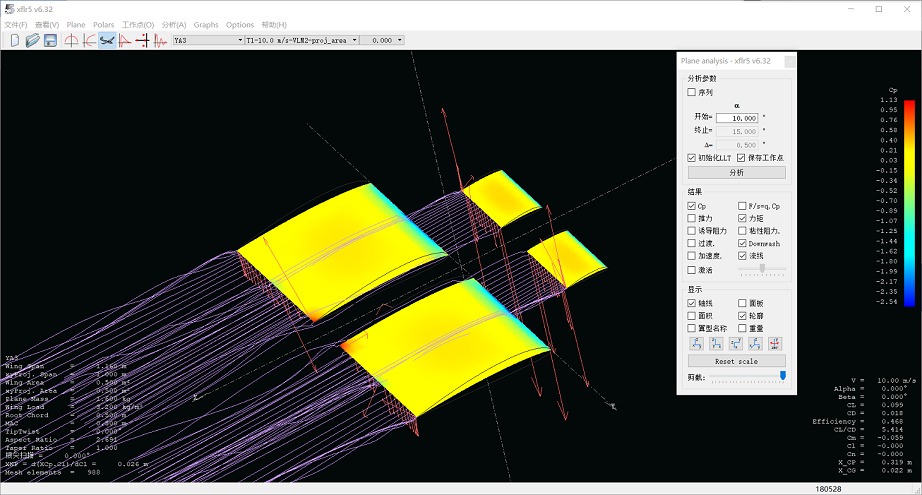 xflr5 v6.32
文件(F) 查看(V) Plane Polars 工作点(O) 分析(A) Graphs Options 帮助(H)
YA3 T1-10.0 m/s-VLM2-proj_area 0.000
Plane analysis - xflr5 v6.32
分析参数
序列
α
开始= 10.000 °
终止= 15.000 °
Δ= 0.500 °
初始化LLT 保存工作点
分析
结果
Cp F/s=q.Cp
推力 力矩
诱导阻力 粘性阻力.
过渡. Downwash
加速度. 流线
激活
显示
轴线 面板
面积 轮廓
置型名称 重量
Reset scale
剪裁:
Cp
1.13
0.95
0.76
0.58
0.40
0.21
0.03
-0.15
-0.34
-0.52
-0.70
-0.89
-1.07
-1.25
-1.44
-1.62
-1.80
-1.99
-2.17
-2.35
-2.54
YA3
Wing Span = 1.160 m
xyProj. Span =
Wing Area = 0.500 m²
xyProj. Area = 0.500 m²
Plane Mass = 1.600 kg
Wing Load = 3.200 kg/m²
Root Chord = 0.500 m
MAC = 0.500 m
TipTwist = 0.000°
Aspect Ratio = 2.691
Taper Ratio = 1.000
= 0.000°
XNP = d(XCp.Cl)/dCl = 0.026 m
Mesh elements = 988
V = 10.00 m/s
Alpha = 0.000°
Beta = 0.000°
CL = 0.099
CD = 0.018
Efficiency = 0.468
CL/CD = 5.414
Cm = -0.059
Cl = -0.000
Cn = -0.000
X_CP = 0.319 m
X_CG = 0.022 m
180528